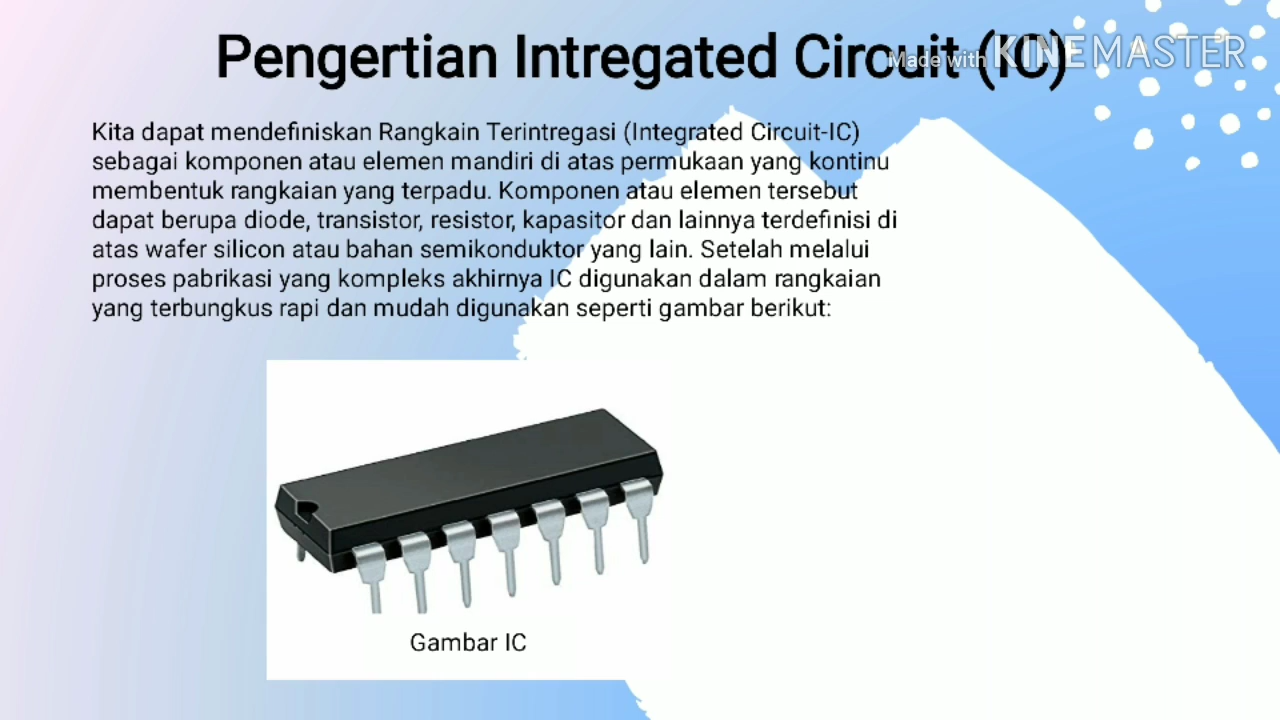 Pengertian Intregated Circuit (IC)
Made with KINEMASTER
Kita dapat mendefiniskan Rangkain Terintregasi (Integrated Circuit-IC)
sebagai komponen atau elemen mandiri di atas permukaan yang kontinu
membentuk rangkaian yang terpadu. Komponen atau elemen tersebut
dapat berupa diode, transistor, resistor, kapasitor dan lainnya terdefinisi di
atas wafer silicon atau bahan semikonduktor yang lain. Setelah melalui
proses pabrikasi yang kompleks akhirnya IC digunakan dalam rangkaian
yang terbungkus rapi dan mudah digunakan seperti gambar berikut:
Gambar IC